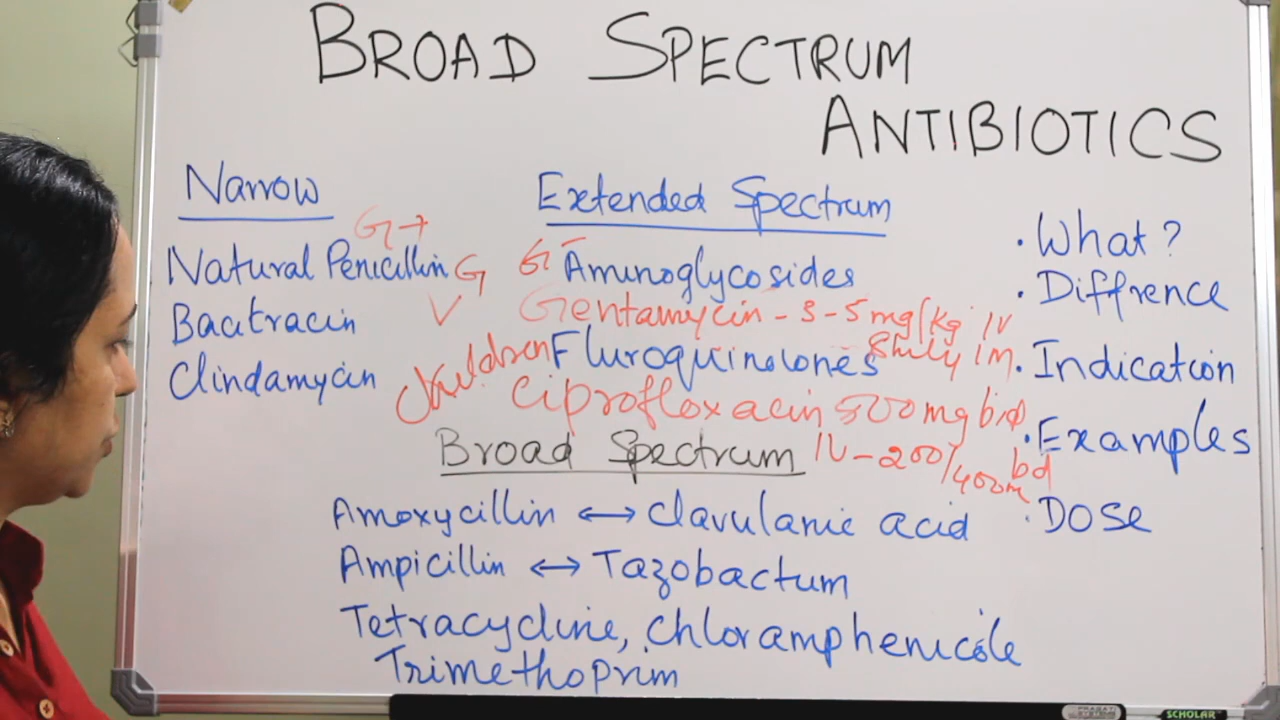 BROAD SPECTRUM
ANTIBIOTICS
Narrow
G+
Natural Penicillin G
V
Bacitracin
Clindamycin
Extended Spectrum
G- Aminoglycosides
Gentamycin - 3-5mg/kg IV
IM
Fluroquinolones
Children
Ciprofloxacin 500mg bid
IV - 200/400m bd
Broad Spectrum
Amoxycillin ↔ Clavulanic acid
Ampicillin ↔ Tazobactum
Tetracycline, Chloramphenicole
Trimethoprim
· What?
· Diffrence
· Indication
· Examples
· DOSE
SCHOLAR